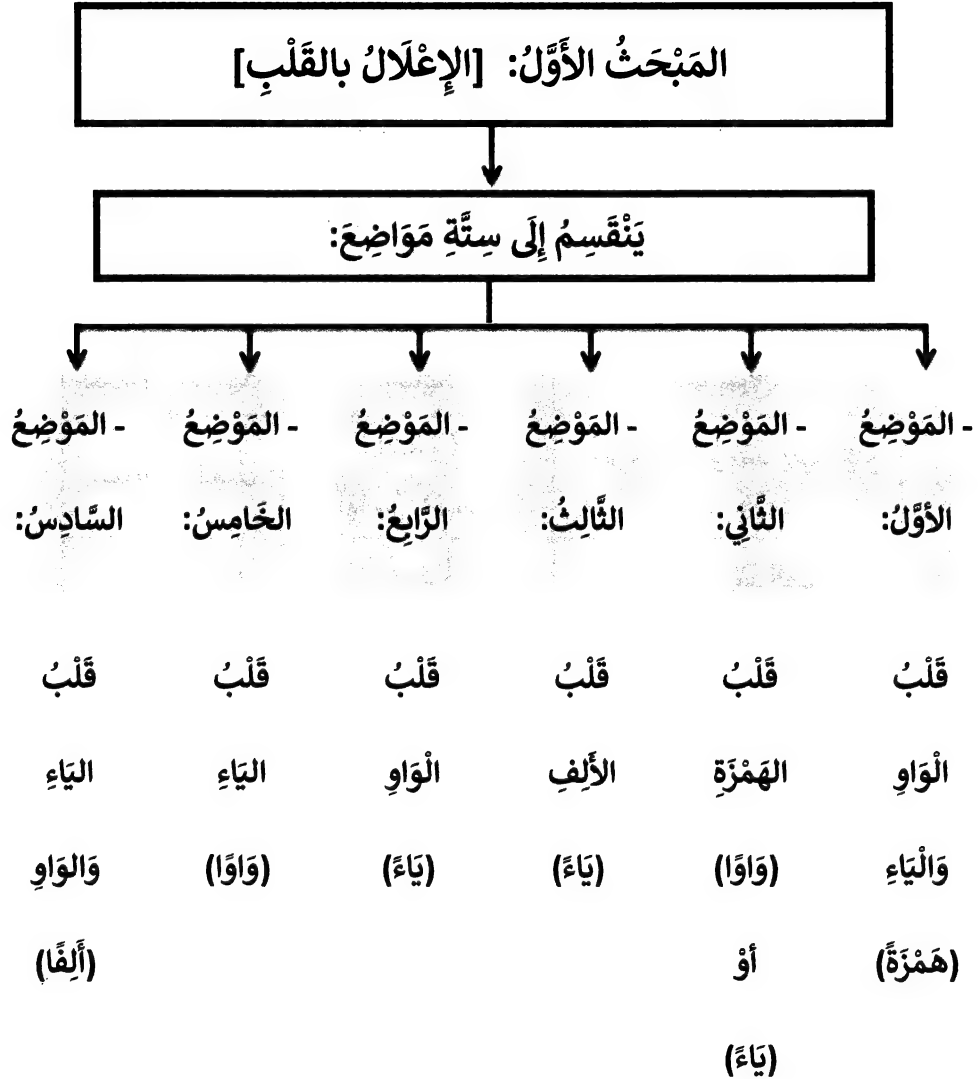 المَبْحَثُ الأَوَّلُ: [الإِعْلَالُ بالقَلْبِ]
يَنْقَسِمُ إِلَى سِتَّةِ مَوَاضِعَ:
- المَوْضِعُ
الأوَّلُ:
قَلْبُ
الْوَاوِ
وَالْيَاءِ
(هَمْزَةً)
- المَوْضِعُ
الثَّانِي:
قَلْبُ
الهَمْزَةِ
(وَاوًا)
أوْ
(يَاءً)
- المَوْضِعُ
الثَّالِثُ:
قَلْبُ
الأَلِفِ
(يَاءً)
- المَوْضِعُ
الرَّابِعُ:
قَلْبُ
الْوَاوِ
(يَاءً)
- المَوْضِعُ
الخَامِسُ:
قَلْبُ
اليَاءِ
(وَاوًا)
- المَوْضِعُ
السَّادِسُ:
قَلْبُ
اليَاءِ
وَالوَاوِ
(أَلِفًا)